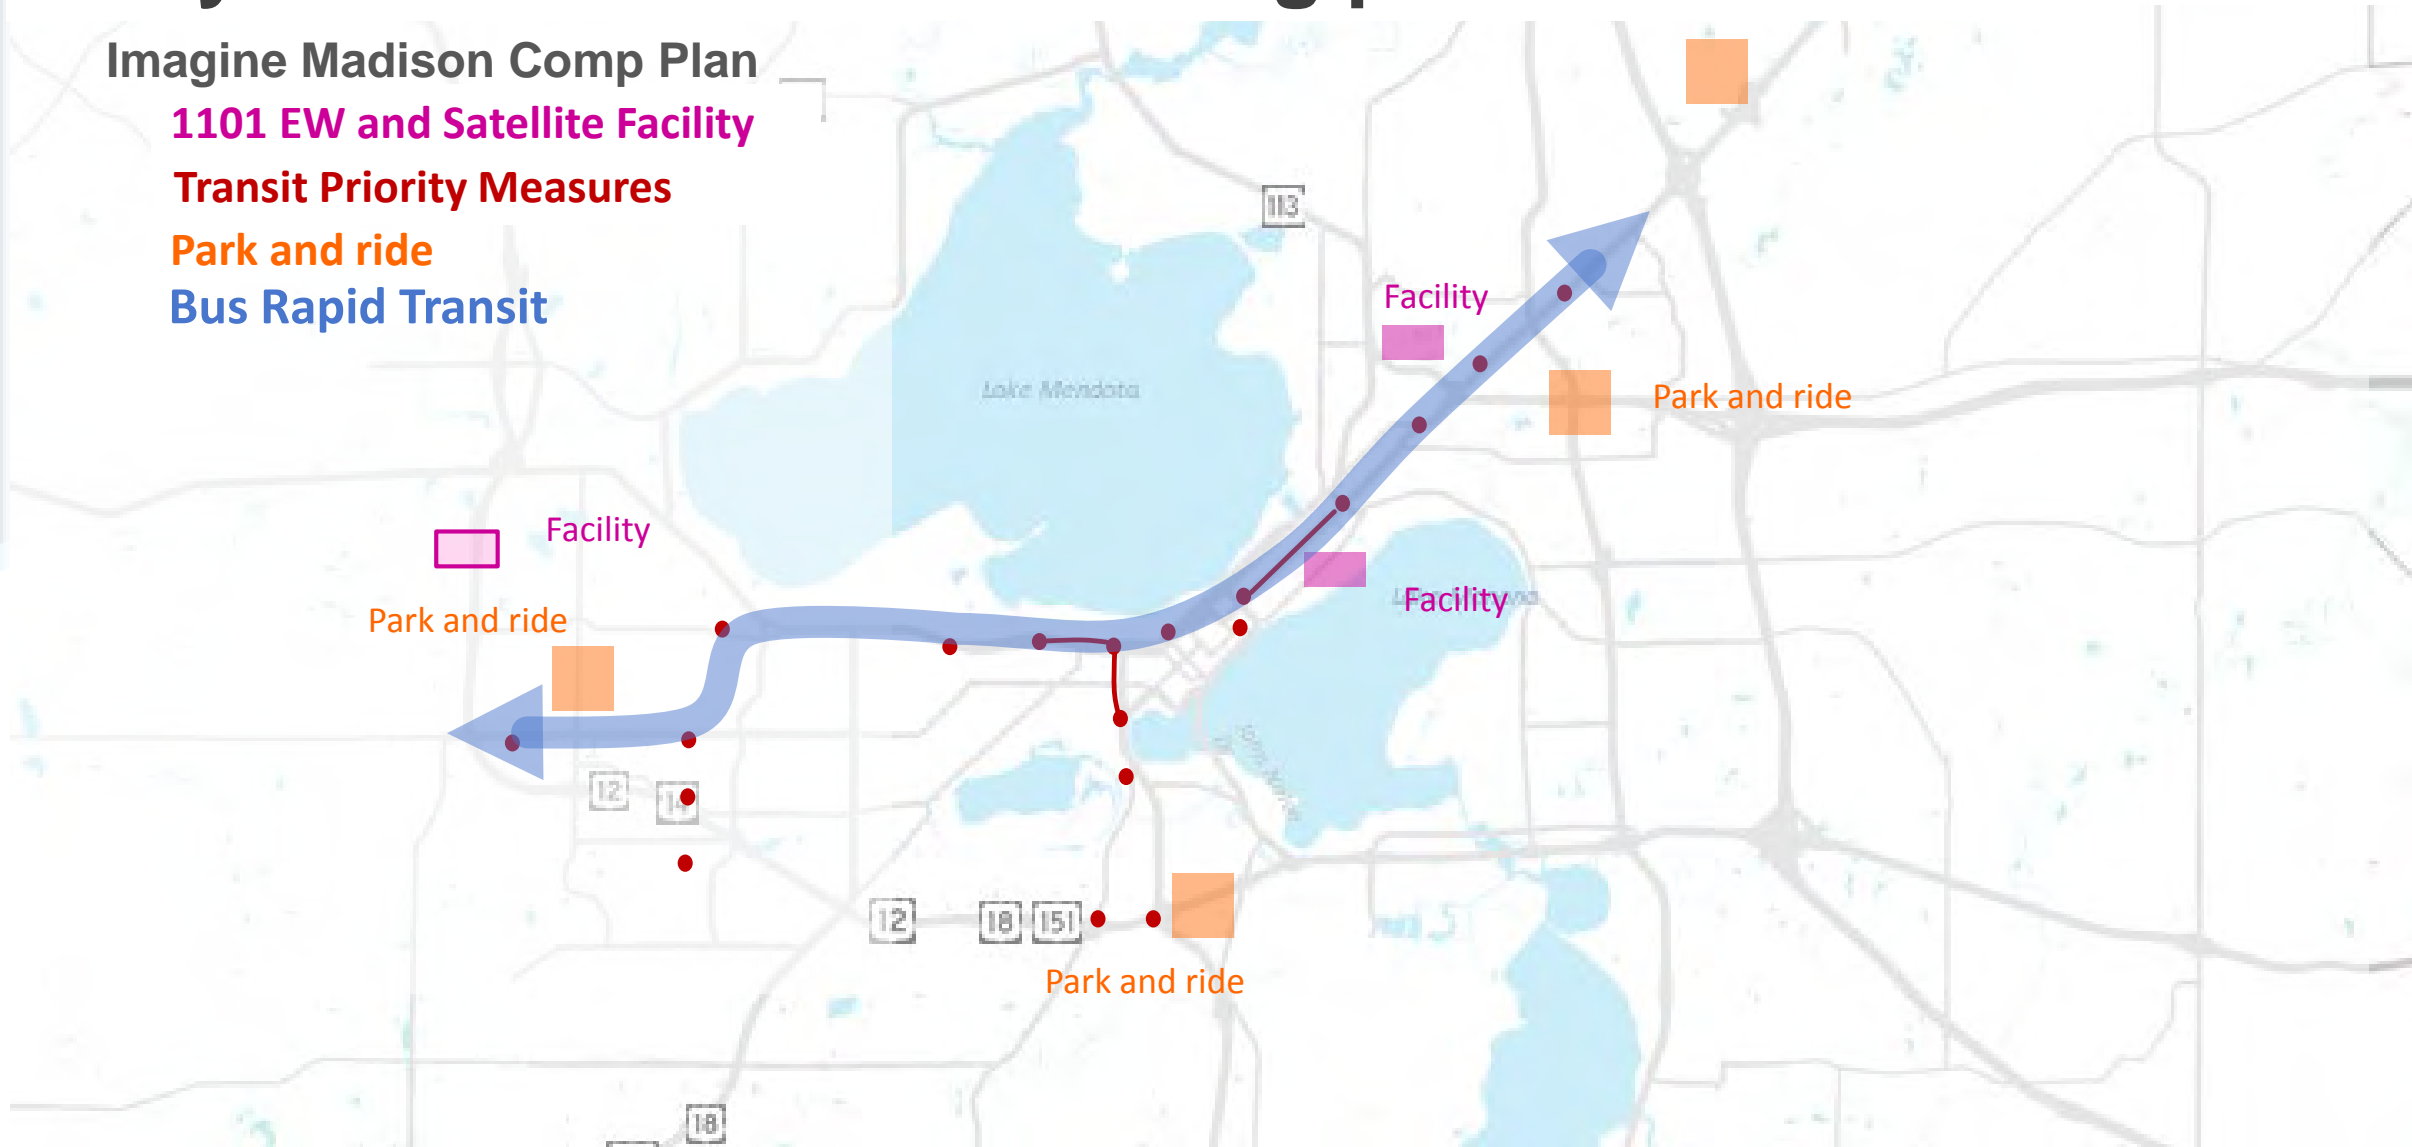 Imagine Madison Comp Plan
1101 EW and Satellite Facility
Transit Priority Measures
Park and ride
Bus Rapid Transit
113
Facility
Lake Mendota
Park and ride
Facility
Facility
Park and ride
12
14
12
18
151
Park and ride
18